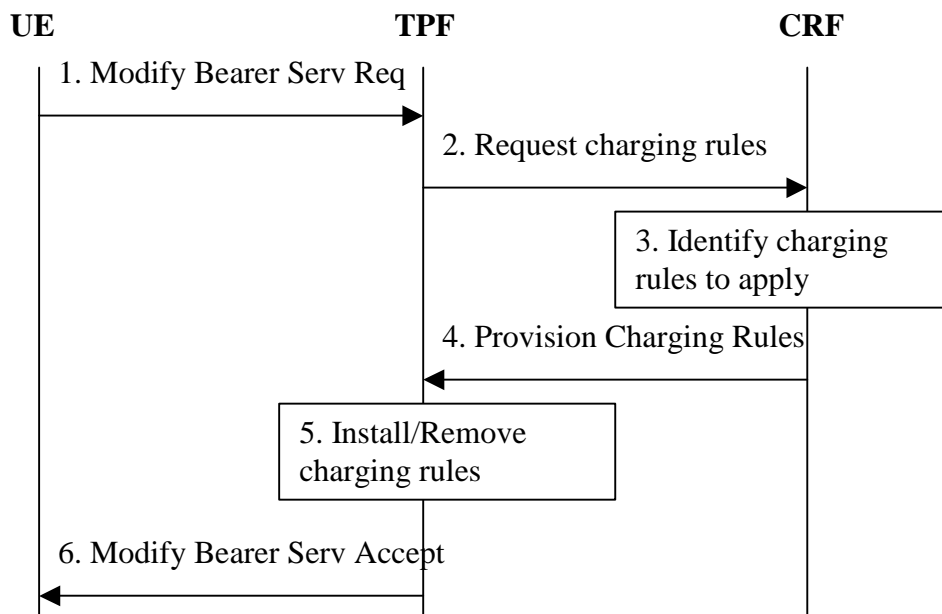 UE TPF CRF
1. Modify Bearer Serv Req
2. Request charging rules
3. Identify charging
rules to apply
4. Provision Charging Rules
5. Install/Remove
charging rules
6. Modify Bearer Serv Accept